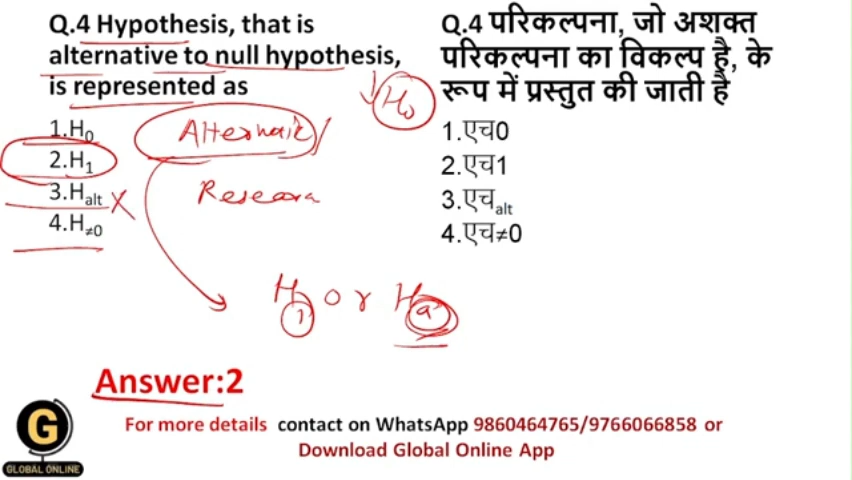 Q.4 Hypothesis, that is
alternative to null hypothesis,
is represented as
H0
1.H0
2.H1
3.Halt
4.H≠0
Alternaic/
Resear
H1 or Ha
Q.4 परिकल्पना, जो अशक्त
परिकल्पना का विकल्प है, के
रूप में प्रस्तुत की जाती है
1.एच0
2.एच1
3.एचalt
4.एच≠0
Answer:2
For more details contact on WhatsApp 9860464765/9766066858 or
Download Global Online App
G
GLOBAL ONLINE